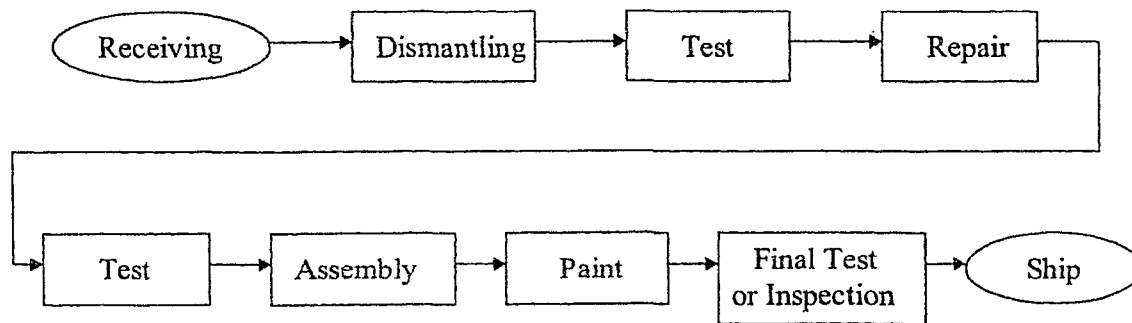 Receiving
Dismantling
Test
Repair
Test
Assembly
Paint
Final Test
or Inspection
Ship